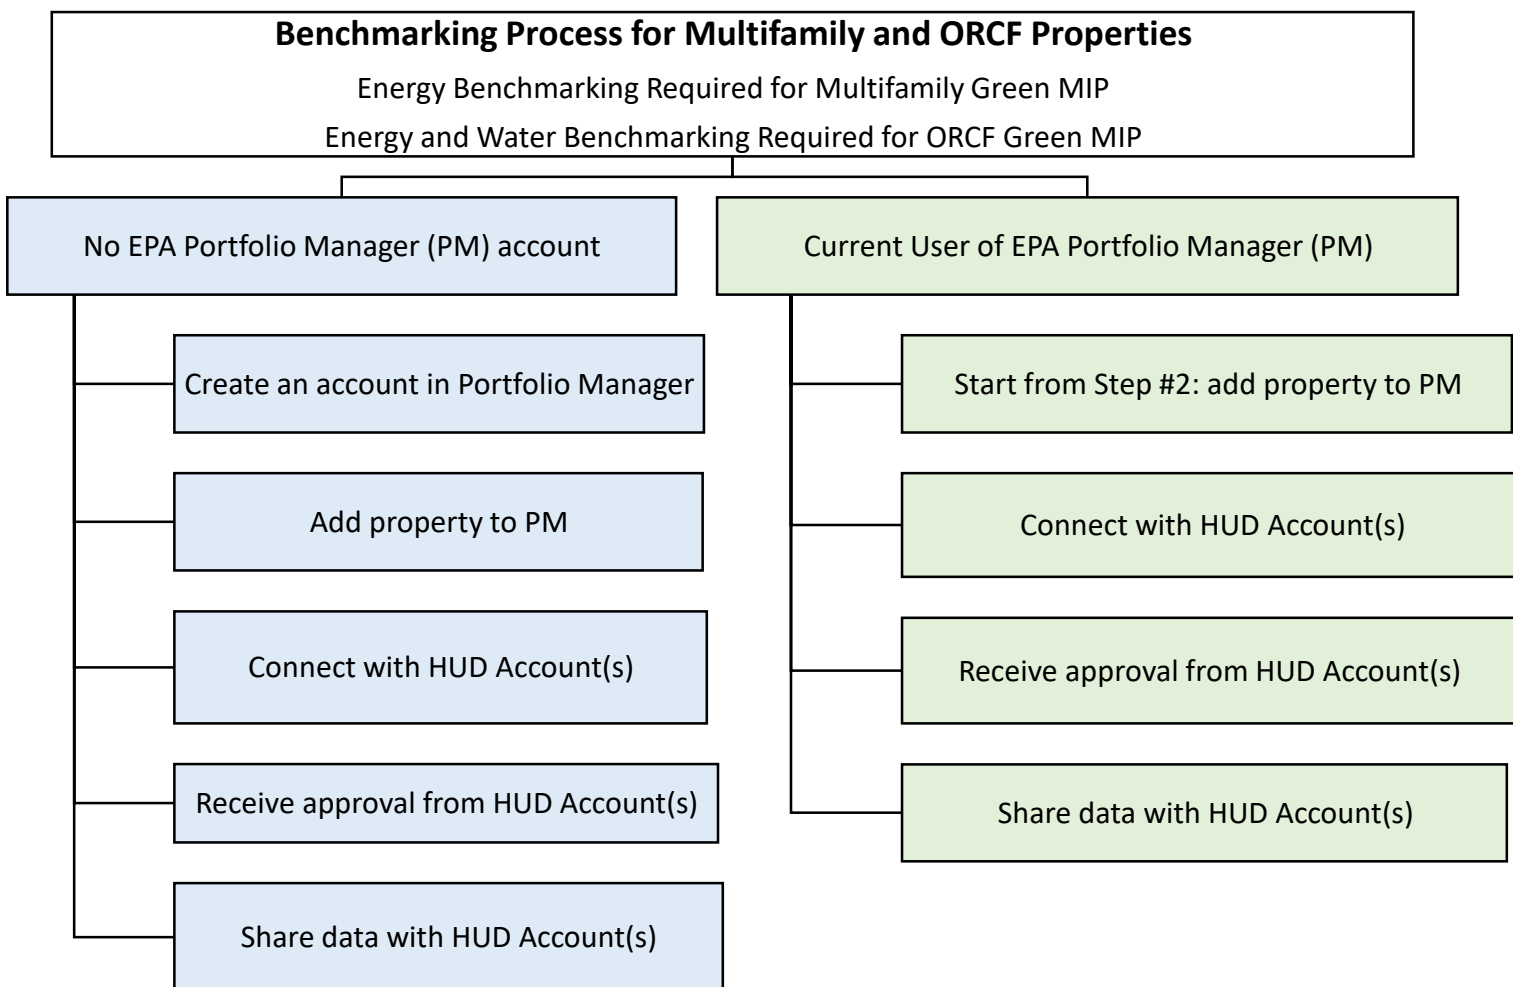 Benchmarking Process for Multifamily and ORCF Properties
Energy Benchmarking Required for Multifamily Green MIP
Energy and Water Benchmarking Required for ORCF Green MIP
No EPA Portfolio Manager (PM) account
Create an account in Portfolio Manager
Add property to PM
Connect with HUD Account(s)
Receive approval from HUD Account(s)
Share data with HUD Account(s)
Current User of EPA Portfolio Manager (PM)
Start from Step #2: add property to PM
Connect with HUD Account(s)
Receive approval from HUD Account(s)
Share data with HUD Account(s)